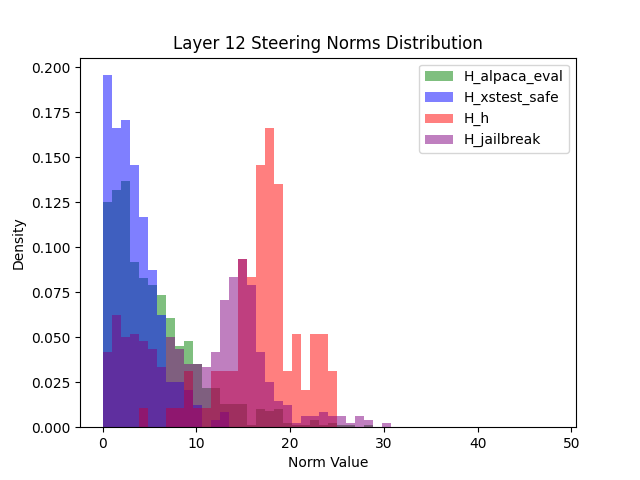 Layer 12 Steering Norms Distribution
H_alpaca_eval
H_xstest_safe
H_h
H_jailbreak
0.200
0.175
0.150
0.125
0.100
0.075
0.050
0.025
0.000
Density
0 10 20 30 40 50
Norm Value